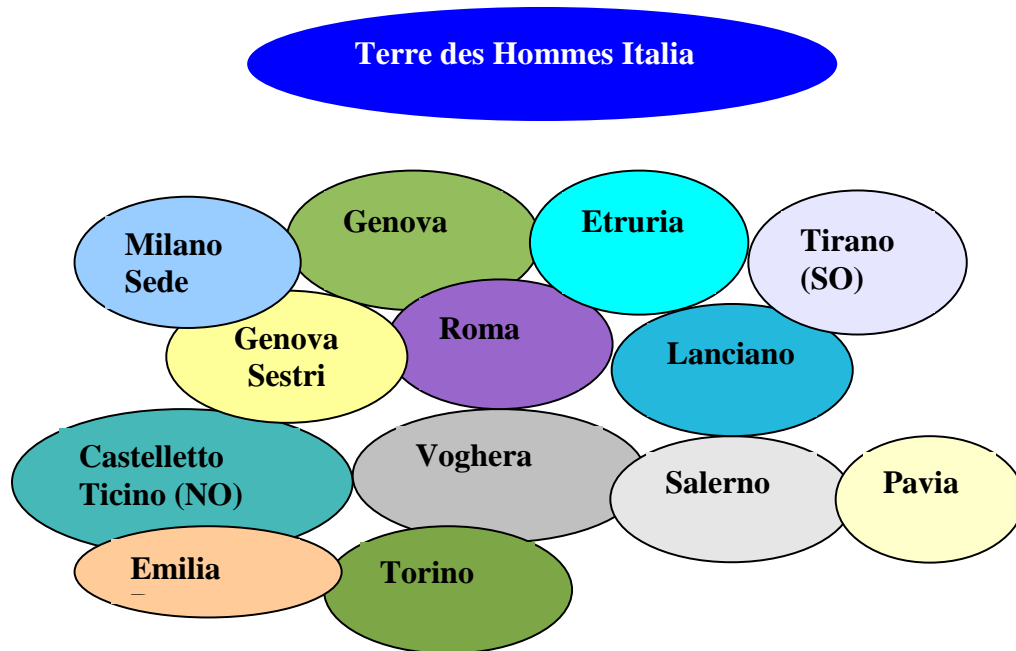 Terre des Hommes Italia
Milano
Sede
Genova
Etruria
Tirano
(SO)
Genova
Sestri
Roma
Lanciano
Castelletto
Ticino (NO)
Voghera
Salerno
Pavia
Emilia
Torino